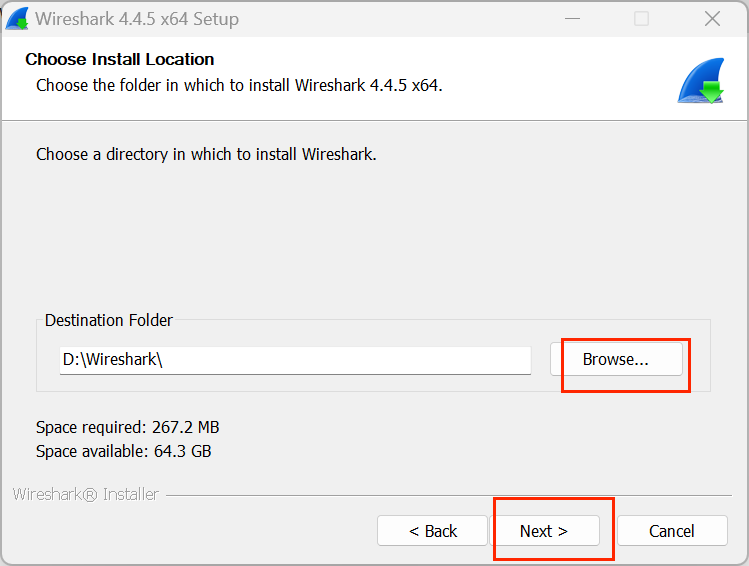 Wireshark 4.4.5 x64 Setup
Choose Install Location
Choose the folder in which to install Wireshark 4.4.5 x64.
Choose a directory in which to install Wireshark.
Destination Folder
D:\Wireshark\
Browse...
Space required: 267.2 MB
Space available: 64.3 GB
Wireshark® Installer
< Back
Next >
Cancel